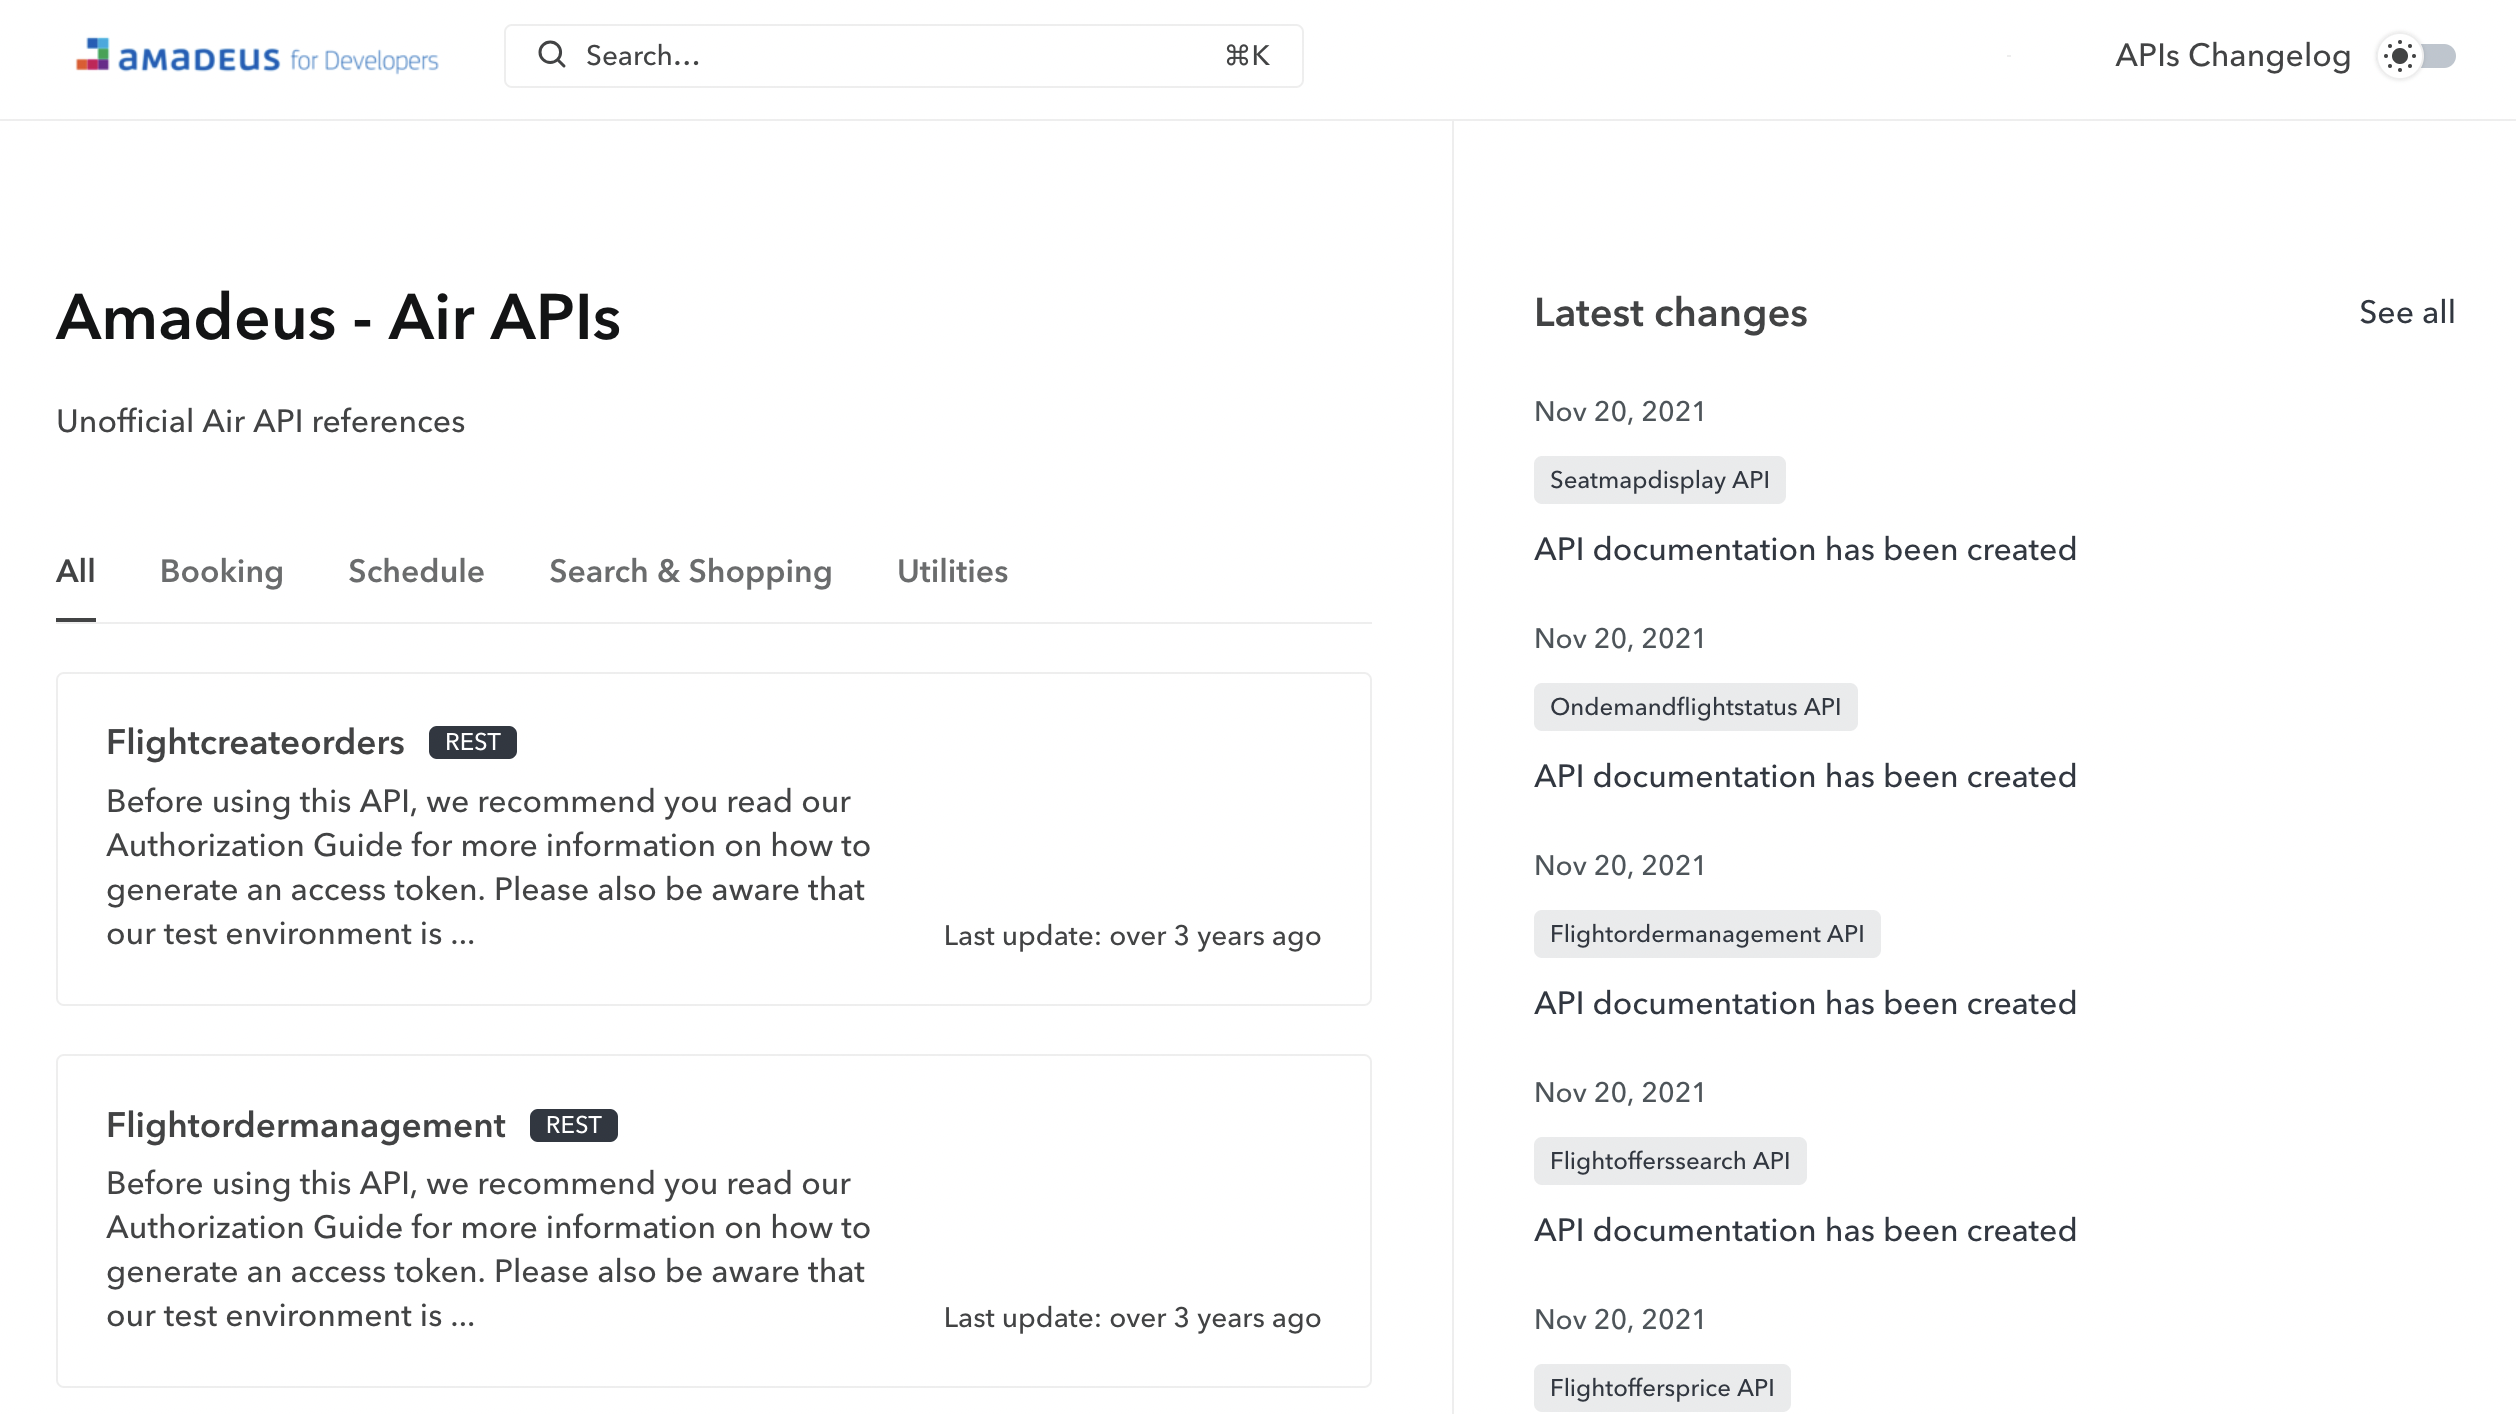 amadeus for Developers
Search...
⌘K
APIs Changelog
Amadeus - Air APIs
Unofficial Air API references
All
Booking
Schedule
Search & Shopping
Utilities
Flightcreateorders
REST
Before using this API, we recommend you read our
Authorization Guide for more information on how to
generate an access token. Please also be aware that
our test environment is ...
Last update: over 3 years ago
Flightordermanagement
REST
Before using this API, we recommend you read our
Authorization Guide for more information on how to
generate an access token. Please also be aware that
our test environment is ...
Last update: over 3 years ago
Latest changes
See all
Nov 20, 2021
Seatmapdisplay API
API documentation has been created
Nov 20, 2021
Ondemandflightstatus API
API documentation has been created
Nov 20, 2021
Flightordermanagement API
API documentation has been created
Nov 20, 2021
Flightofferssearch API
API documentation has been created
Nov 20, 2021
Flightoffersprice API